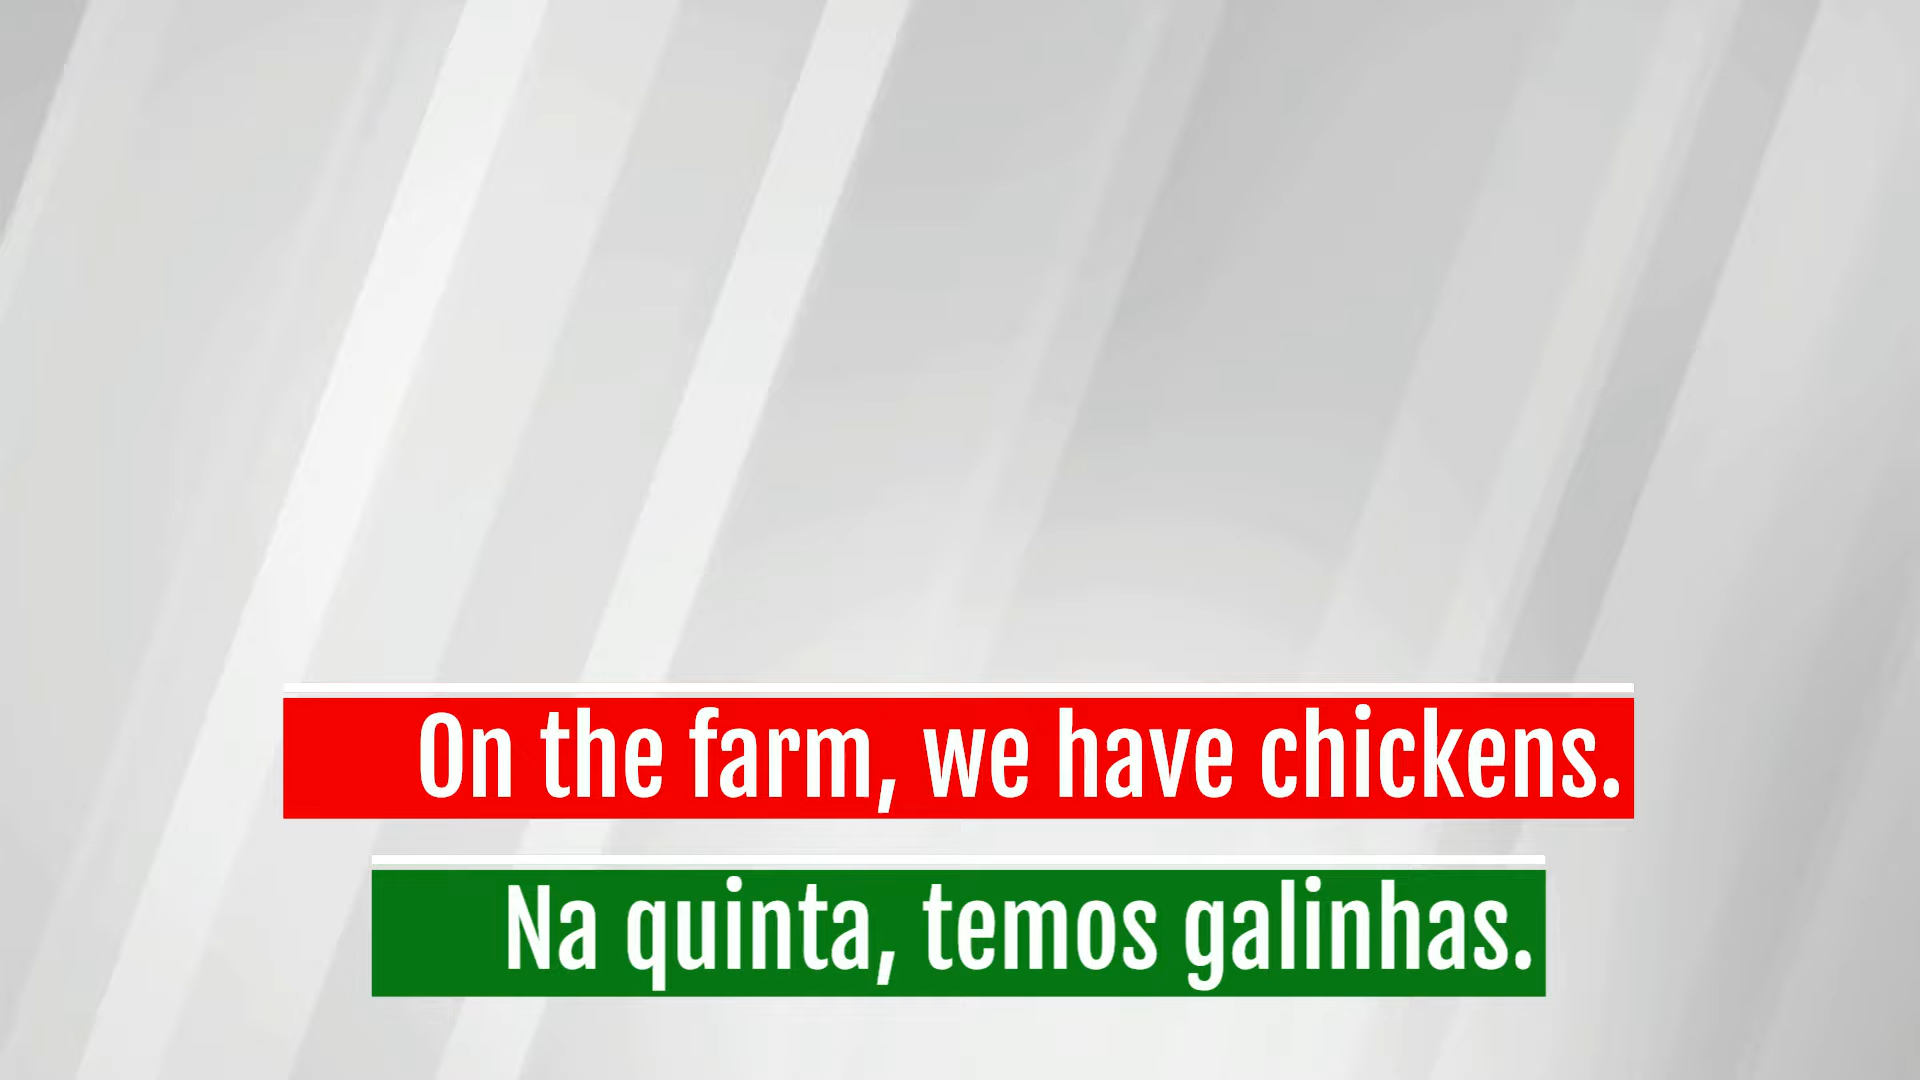 On the farm, we have chickens.
Na quinta, temos galinhas.